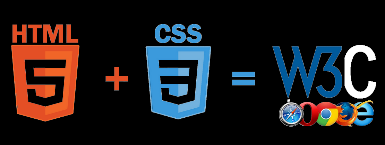 HTML CSS
5 + 3 = W3C